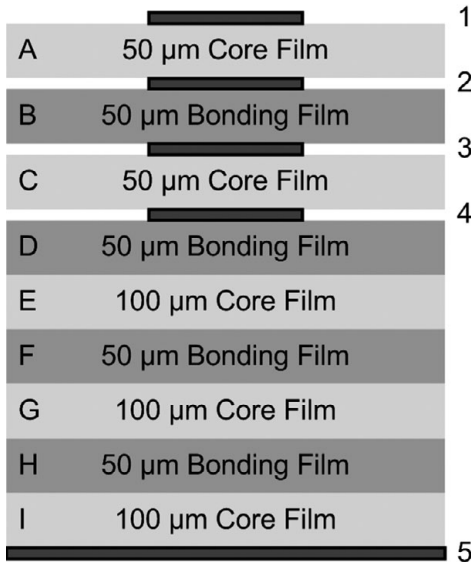 1
A 50 µm Core Film
2
B 50 µm Bonding Film
3
C 50 µm Core Film
4
D 50 µm Bonding Film
E 100 µm Core Film
F 50 µm Bonding Film
G 100 µm Core Film
H 50 µm Bonding Film
I 100 µm Core Film
5